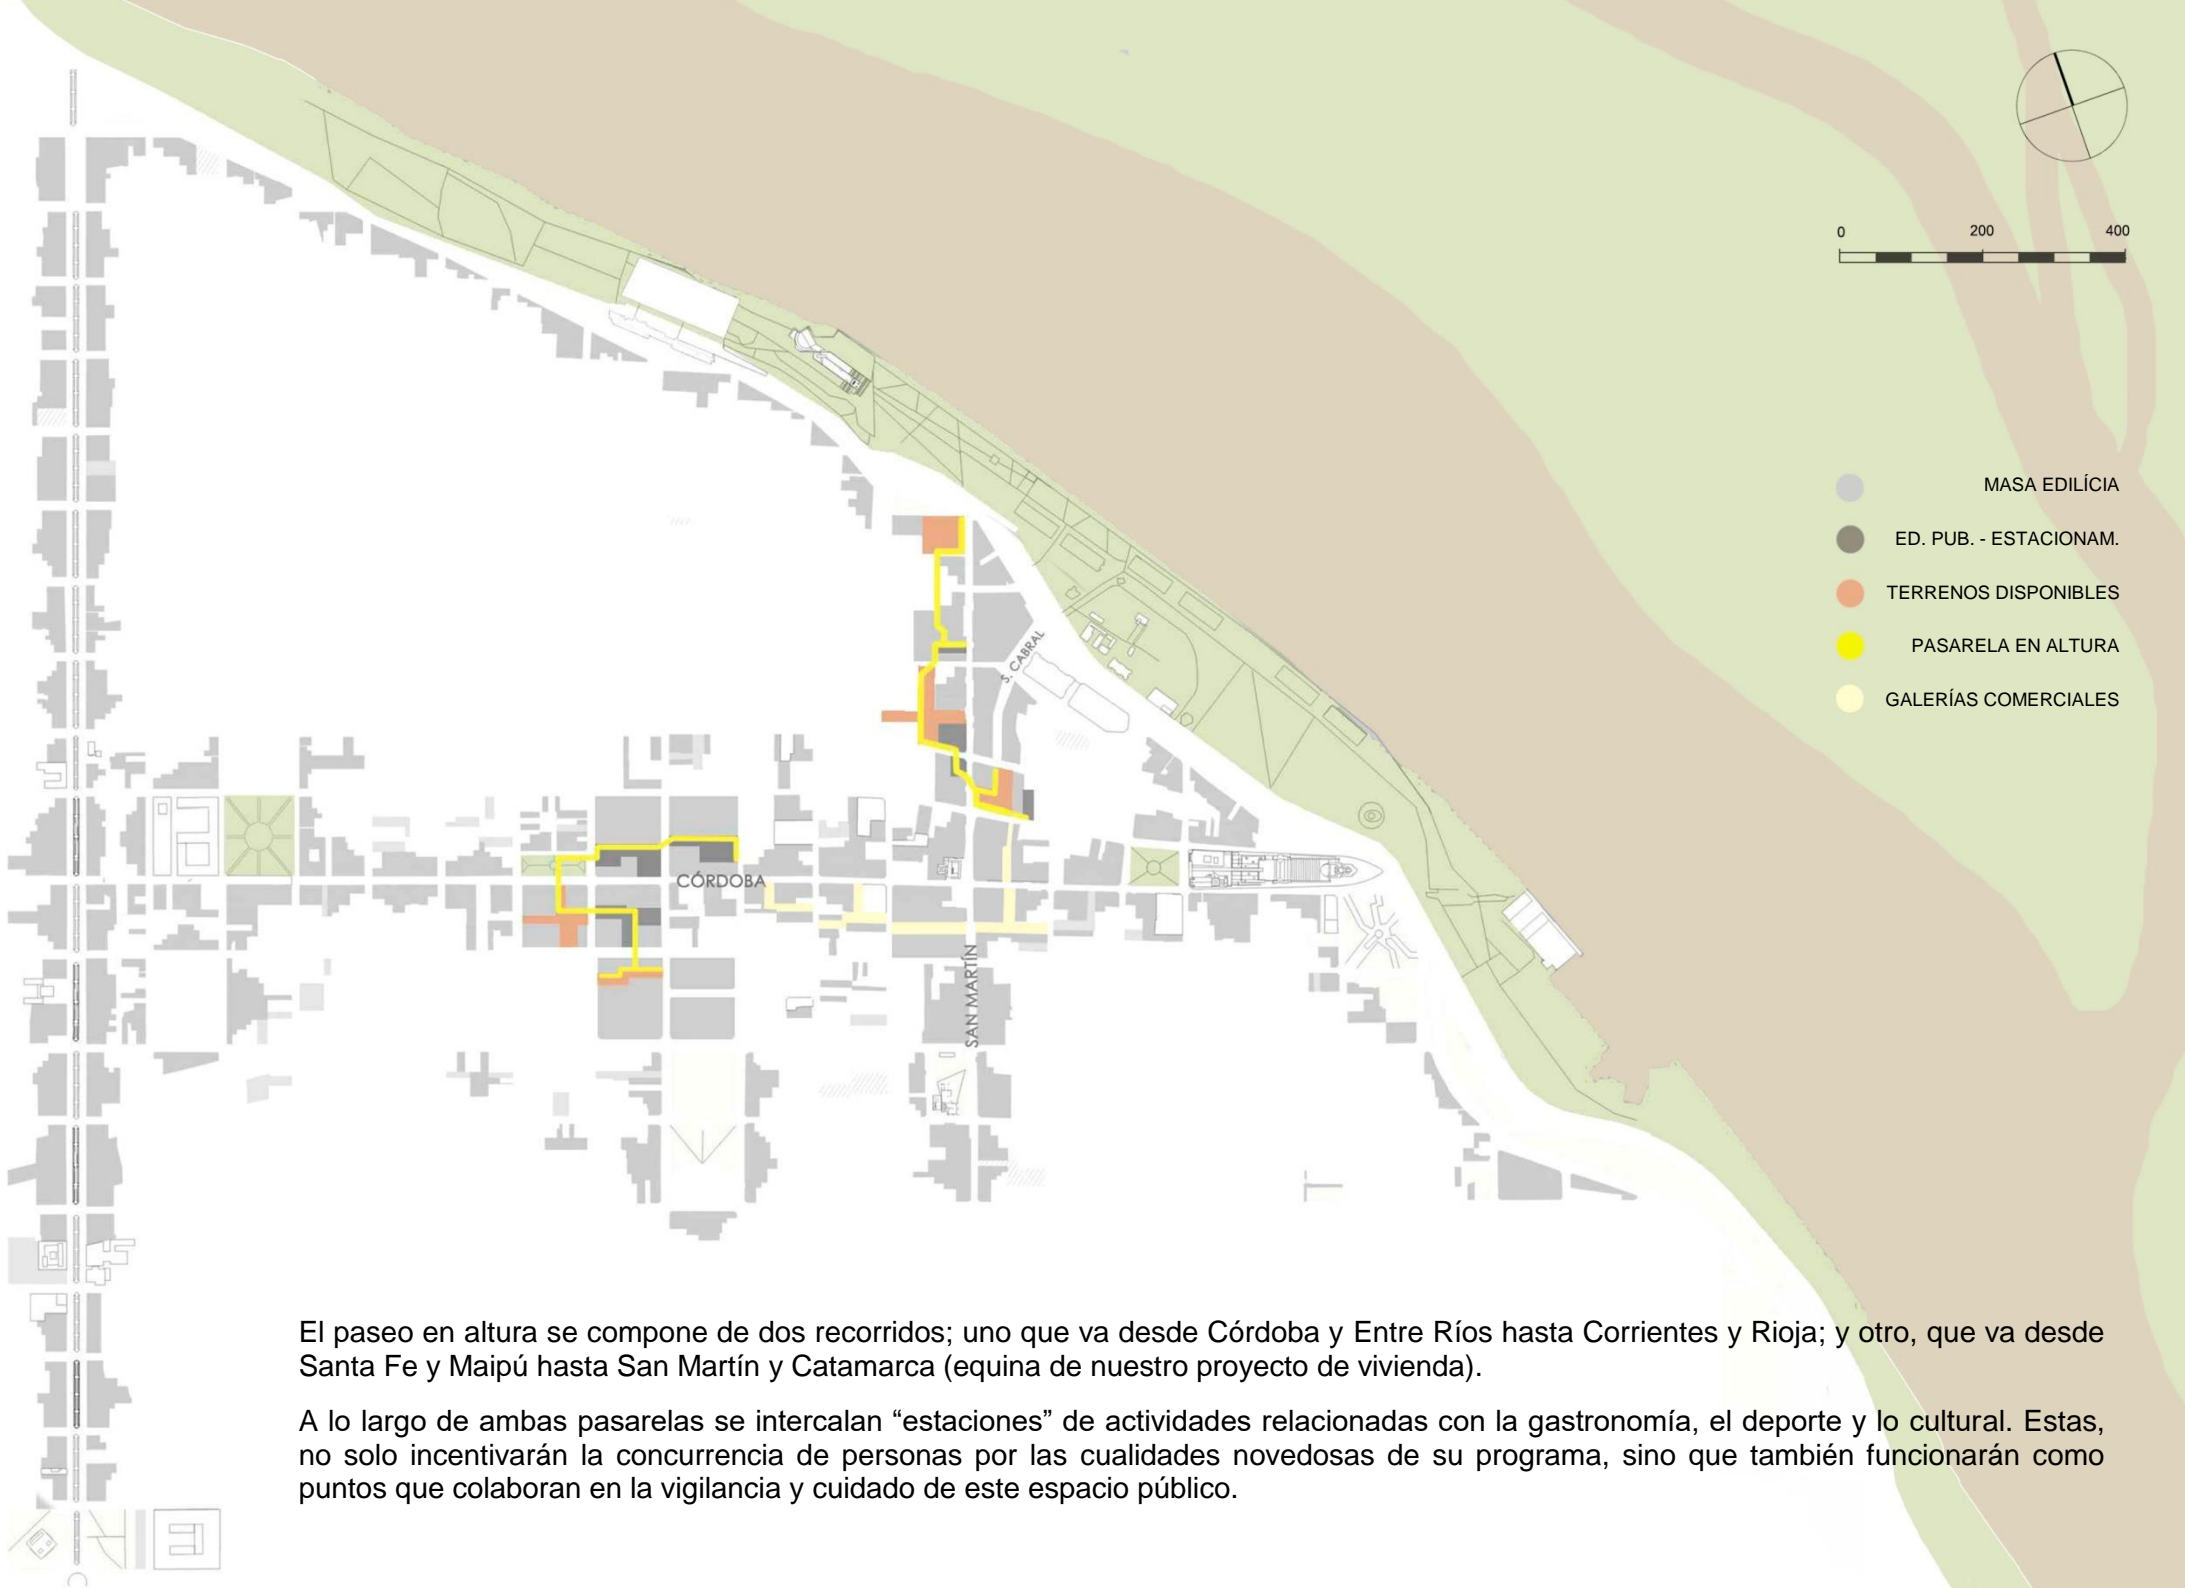 0 200 400
MASA EDILÍCIA
ED. PUB. - ESTACIONAM.
TERRENOS DISPONIBLES
PASARELA EN ALTURA
GALERÍAS COMERCIALES
S. CABRAL
CÓRDOBA
SAN MARTÍN
El paseo en altura se compone de dos recorridos; uno que va desde Córdoba y Entre Ríos hasta Corrientes y Rioja; y otro, que va desde
Santa Fe y Maipú hasta San Martín y Catamarca (equina de nuestro proyecto de vivienda).
A lo largo de ambas pasarelas se intercalan “estaciones” de actividades relacionadas con la gastronomía, el deporte y lo cultural. Estas,
no solo incentivarán la concurrencia de personas por las cualidades novedosas de su programa, sino que también funcionarán como
puntos que colaboran en la vigilancia y cuidado de este espacio público.